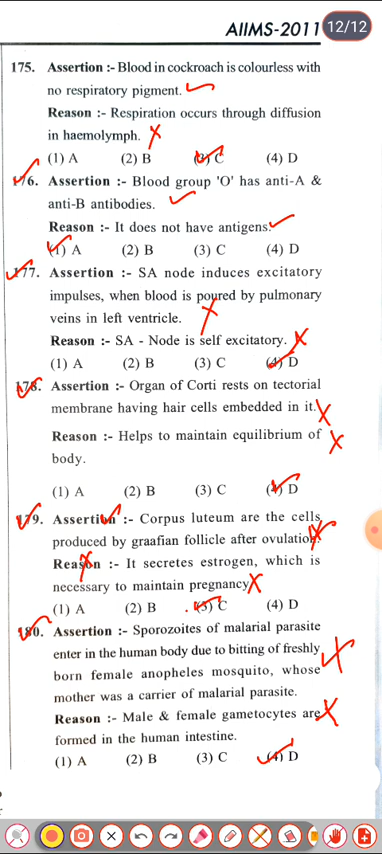 AIIMS-2011
12/12
175. Assertion :- Blood in cockroach is colourless with
no respiratory pigment.
Reason :- Respiration occurs through diffusion
in haemolymph.
(1) A (2) B (3) C (4) D
176. Assertion :- Blood group 'O' has anti-A &
anti-B antibodies.
Reason :- It does not have antigens.
(1) A (2) B (3) C (4) D
177. Assertion :- SA node induces excitatory
impulses, when blood is poured by pulmonary
veins in left ventricle.
Reason :- SA - Node is self excitatory.
(1) A (2) B (3) C (4) D
178. Assertion :- Organ of Corti rests on tectorial
membrane having hair cells embedded in it.
Reason :- Helps to maintain equilibrium of
body.
(1) A (2) B (3) C (4) D
179. Assertion :- Corpus luteum are the cells
produced by graafian follicle after ovulation.
Reason :- It secretes estrogen, which is
necessary to maintain pregnancy
(1) A (2) B (3) C (4) D
180. Assertion :- Sporozoites of malarial parasite
enter in the human body due to bitting of freshly
born female anopheles mosquito, whose
mother was a carrier of malarial parasite.
Reason :- Male & female gametocytes are
formed in the human intestine.
(1) A (2) B (3) C (4) D